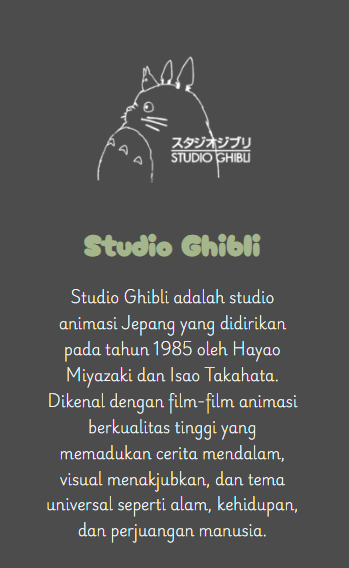 スタジオジブリ
STUDIO GHIBLI
Studio Ghibli
Studio Ghibli adalah studio
animasi Jepang yang didirikan
pada tahun 1985 oleh Hayao
Miyazaki dan Isao Takahata.
Dikenal dengan film-film animasi
berkualitas tinggi yang
memadukan cerita mendalam,
visual menakjubkan, dan tema
universal seperti alam, kehidupan,
dan perjuangan manusia.